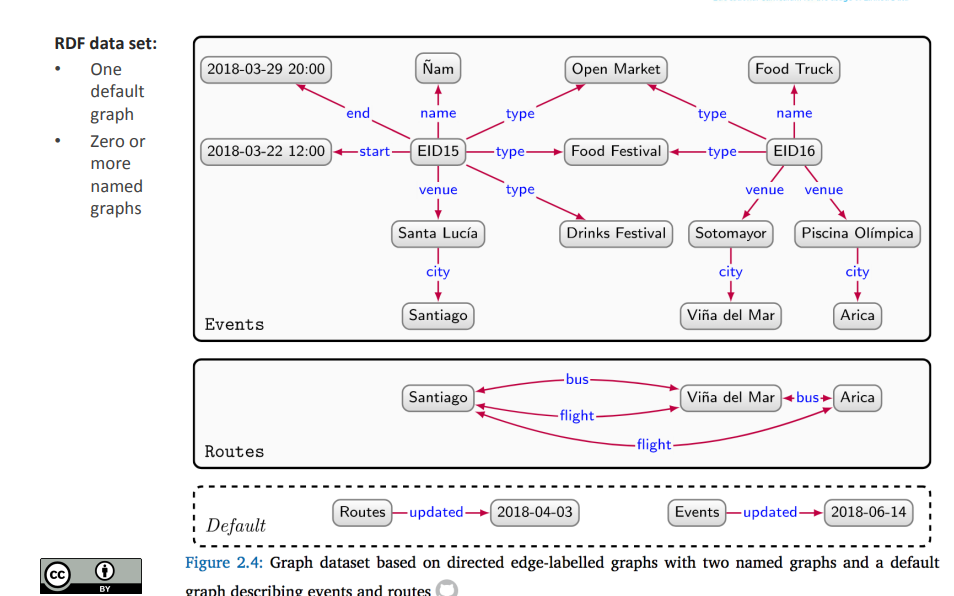 RDF data set:
• One
default
graph
• Zero or
more
named
graphs
2018-03-29 20:00
Ñam
Open Market
Food Truck
end
name
type
type
name
2018-03-22 12:00
start
EID15
type
Food Festival
type
EID16
venue
type
venue
venue
Santa Lucía
Drinks Festival
Sotomayor
Piscina Olímpica
city
city
city
Santiago
Viña del Mar
Arica
Events
bus
Santiago
Viña del Mar
bus
Arica
flight
flight
Routes
Routes
updated
2018-04-03
Events
updated
2018-06-14
Default
cc
BY
Figure 2.4: Graph dataset based on directed edge-labelled graphs with two named graphs and a default
graph describing events and routes